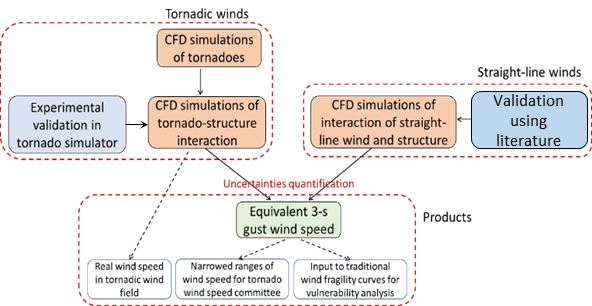 Tornadic winds
CFD simulations
of tornadoes
Straight-line winds
Experimental
validation in
tornado simulator
CFD simulations of
tornado-structure
interaction
CFD simulations of
interaction of straight-
line wind and structure
Validation
using
literature
Uncertainties quantification
Equivalent 3-s
gust wind speed
Products
Real wind speed
in tornadic wind
field
Narrowed ranges of
wind speed for tornado
wind speed committee
Input to traditional
wind fragility curves for
vulnerability analysis